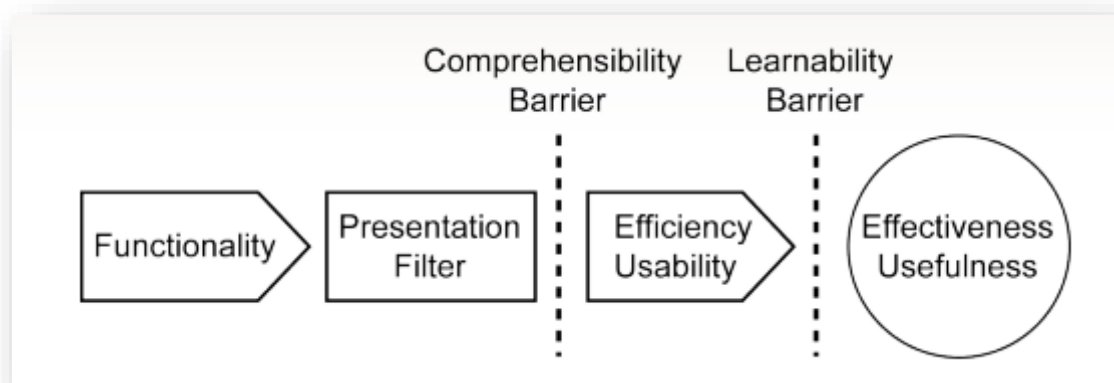 Comprehensibility
Barrier
Learnability
Barrier
Functionality
Presentation
Filter
Efficiency
Usability
Effectiveness
Usefulness